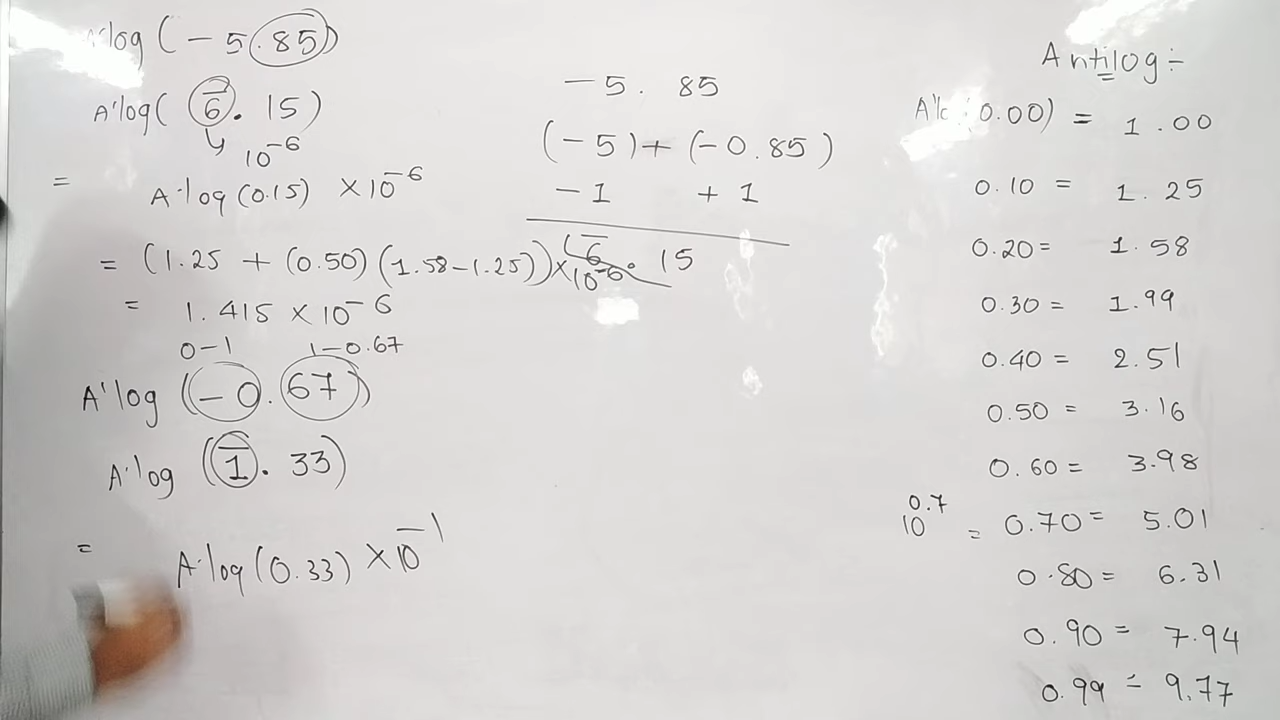 log (-5.85)
A'log( 6̅ . 15)
10⁻⁶
= A'log(0.15) ×10⁻⁶
= (1.25 + (0.50)(1.58-1.25))×10⁻⁶
= 1.415 × 10⁻⁶
0-1 1-0.67
A'log (-0.67)
A'log (1̅.33)
= A'log(0.33) ×10⁻¹
-5. 85
(-5)+(-0.85)
-1 +1
6̅. 15
Antilog:-
(0.00) = 1.00
0.10 = 1.25
0.20= 1.58
0.30 = 1.99
0.40 = 2.51
0.50 = 3.16
0.60 = 3.98
10⁰·⁷ = 0.70= 5.01
0.80= 6.31
0.90 = 7.94
0.99 = 9.77